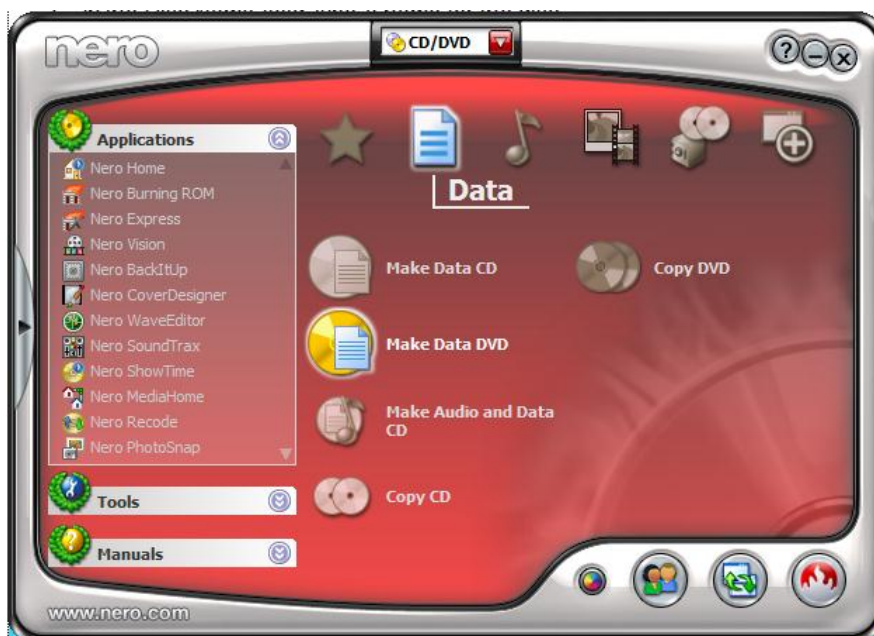 nero
CD/DVD
?
Applications
Nero Home
Nero Burning ROM
Nero Express
Nero Vision
Nero BackItUp
Nero CoverDesigner
Nero WaveEditor
Nero SoundTrax
Nero ShowTime
Nero MediaHome
Nero Recode
Nero PhotoSnap
Tools
Manuals
Data
Make Data CD
Copy DVD
Make Data DVD
Make Audio and Data
CD
Copy CD
www.nero.com